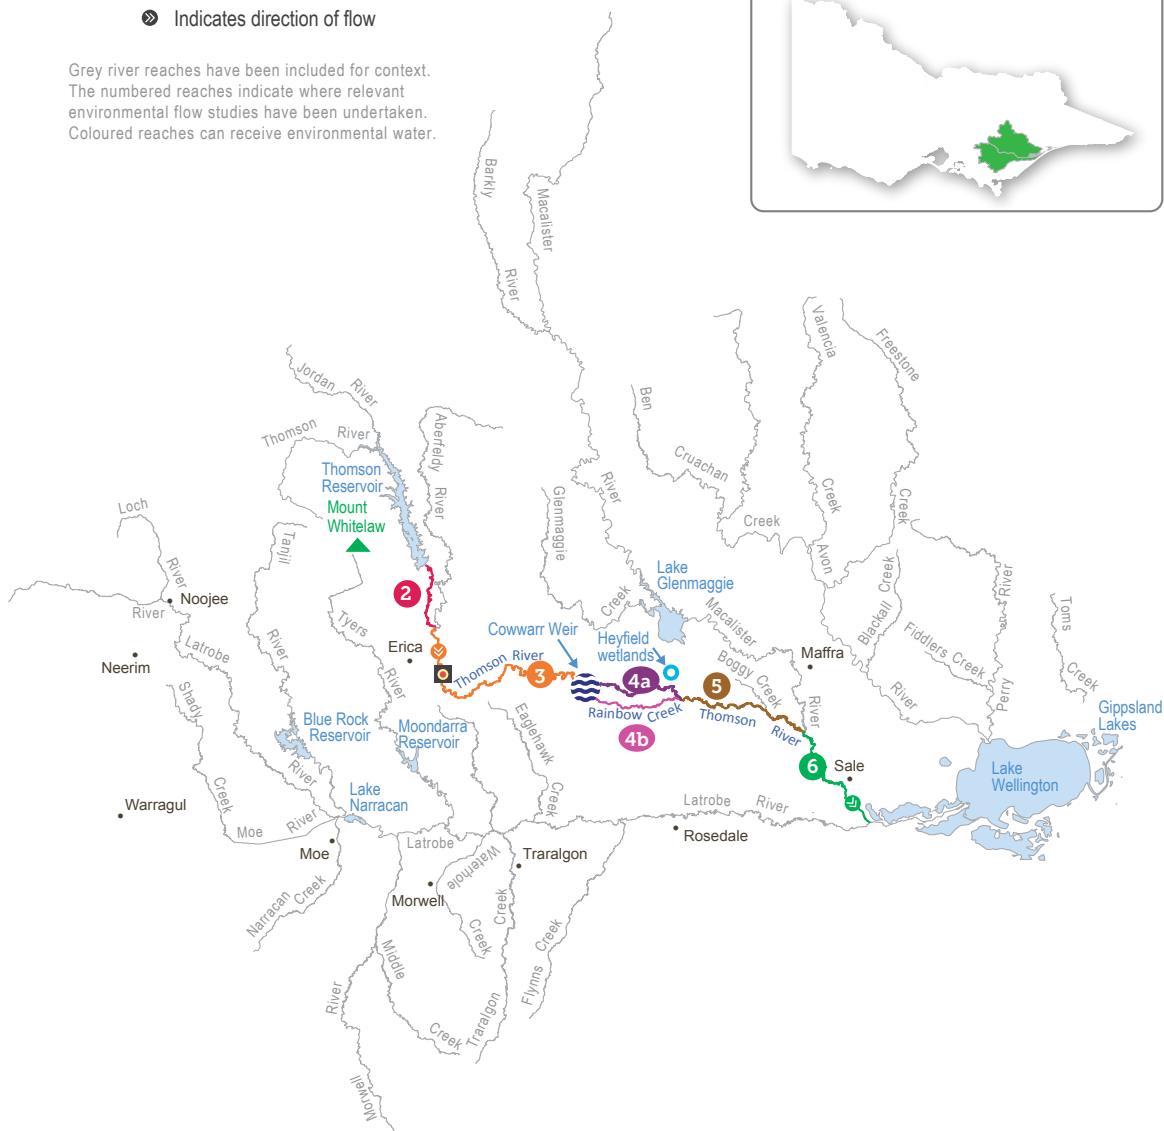 Indicates direction of flow
Grey river reaches have been included for context.
The numbered reaches indicate where relevant
environmental flow studies have been undertaken.
Coloured reaches can receive environmental water.
Barkly
River
Macalister
River
Jordan
River
Thomson
River
Thomson
Reservoir
Mount
Whitelaw
Aberfeldy
River
Loch
River
Tanjil
River
Noojee
River
Latrobe
River
Neerim
Tyers
River
Erica
2
Thomson River
3
Cowwarr Weir
Heyfield
wetlands
Lake
Glenmaggie
Glenmaggie
Creek
Ben
Cruachan
Creek
Valencia
Creek
Freestone
Creek
Avon
River
Blackall Creek
Fiddlers Creek
Perry River
Toms
Creek
Macalister
River
Boggy Creek
Maffra
4a
4b
Rainbow Creek
5
Thomson
River
6
Sale
Gippsland
Lakes
Lake
Wellington
Latrobe River
Rosedale
Eaglehawk
Creek
Moondarra
Reservoir
Blue Rock
Reservoir
Lake
Narracan
Shady
Creek
Warragul
Moe
River
Moe
Narracan
Creek
Latrobe
Morwell
Waterhole
Creek
Traralgon
Traralgon
Creek
Flynns
Creek
Middle
Creek
River
Morwell